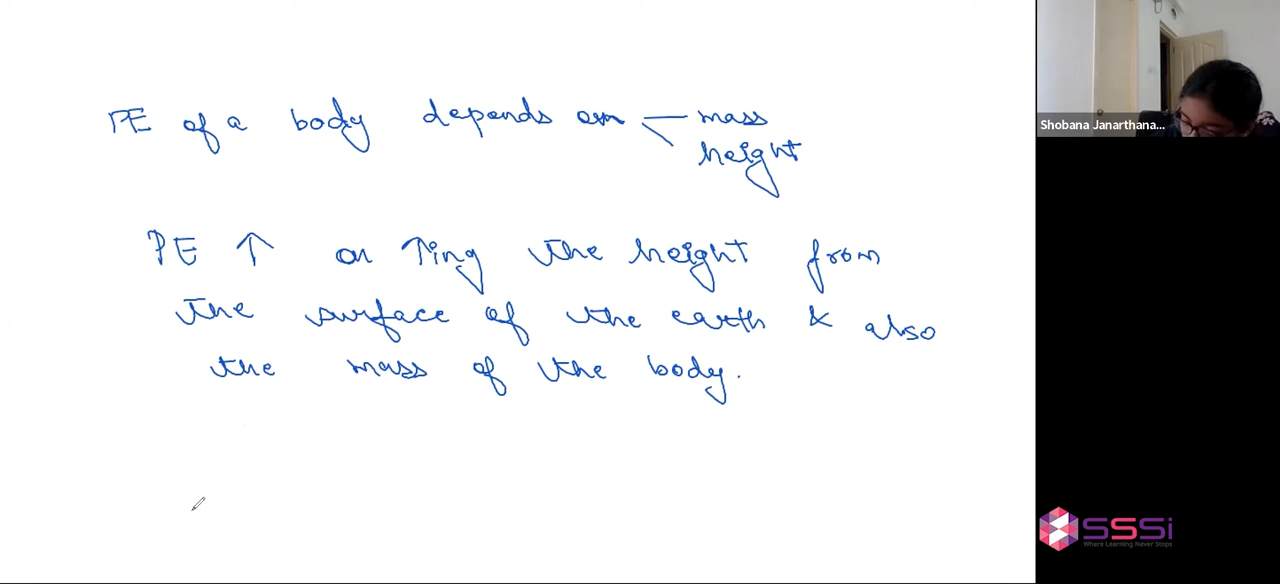 PE of a body depends on — mass
height
PE ↑ on ↑ing the height from
the surface of the earth & also
the mass of the body.
Shobana Janarthana...
SSSi
Where Learning Never Stops